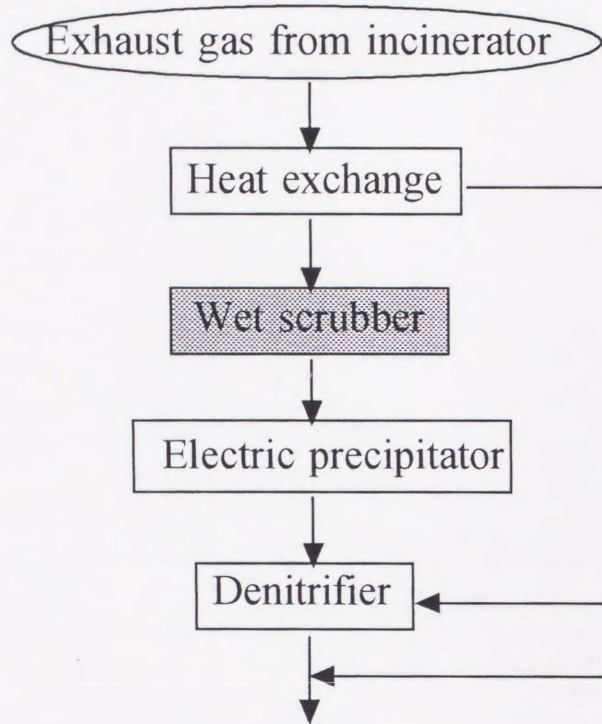 Exhaust gas from incinerator
Heat exchange
Wet scrubber
Electric precipitator
Denitrifier